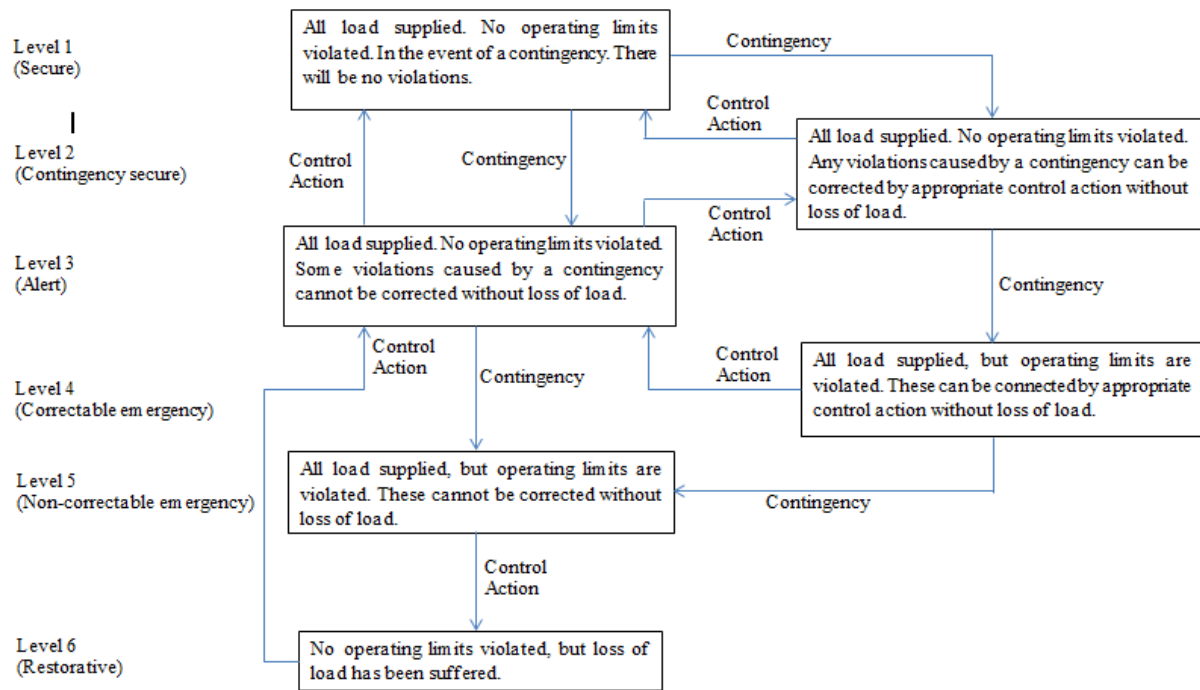 Level 1
(Secure)
All load supplied. No operating limits
violated. In the event of a contingency. There
will be no violations.
Contingency
Control
Action
Level 2
(Contingency secure)
Control
Action
Contingency
All load supplied. No operating limits violated.
Any violations caused by a contingency can be
corrected by appropriate control action without
loss of load.
Control
Action
Level 3
(Alert)
All load supplied. No operating limits violated.
Some violations caused by a contingency
cannot be corrected without loss of load.
Contingency
Control
Action
Contingency
Control
Action
Level 4
(Correctable emergency)
All load supplied, but operating limits are
violated. These can be connected by appropriate
control action without loss of load.
Level 5
(Non-correctable emergency)
All load supplied, but operating limits are
violated. These cannot be corrected without
loss of load.
Contingency
Control
Action
Level 6
(Restorative)
No operating limits violated, but loss of
load has been suffered.